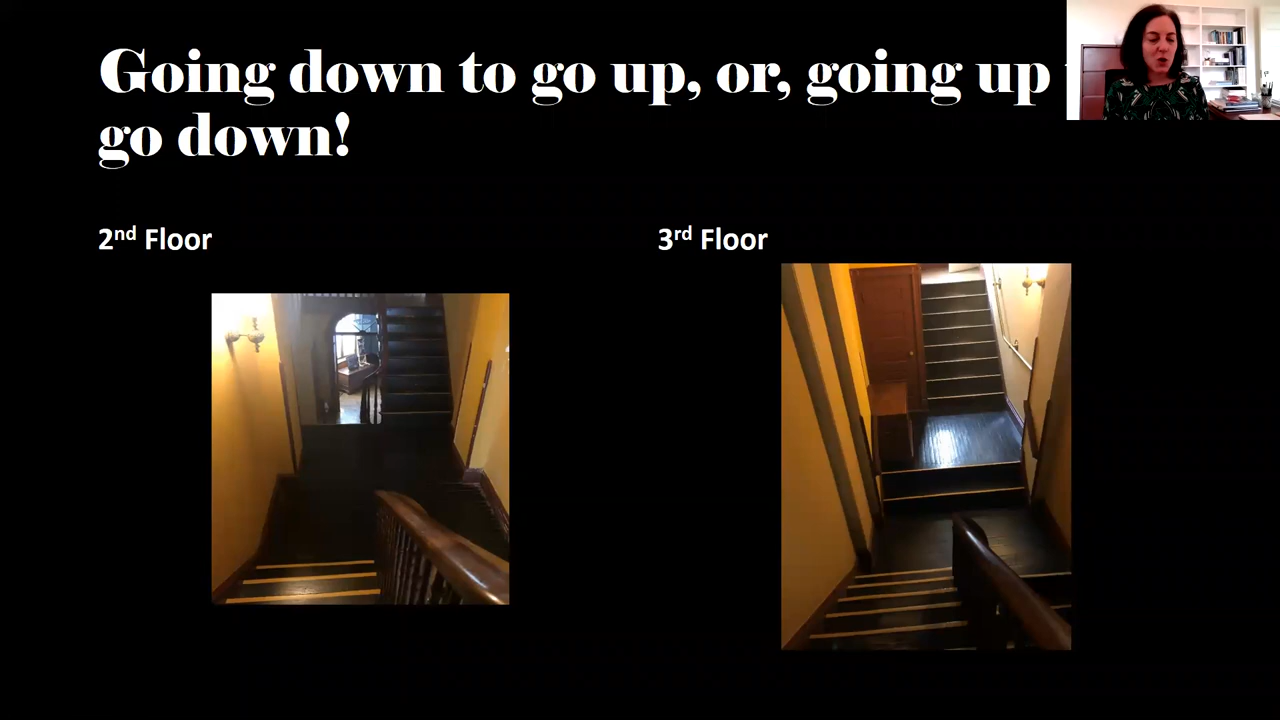 Going down to go up, or, going up
go down!
2nd Floor
3rd Floor